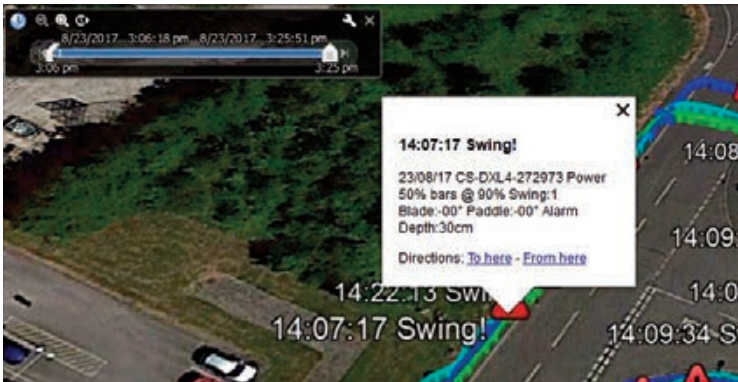 8/23/2017 3:06:18 pm 8/23/2017 3:25:51 pm
3:06 pm 3:25 pm
14:07:17 Swing!
23/08/17 CS-DXL4-272973 Power
50% bars @ 90% Swing:1
Blade:-00° Paddle:-00° Alarm
Depth:30cm
Directions: To here - From here
14:08
14:09:
14:22:13 Swi
14:0
14:07:17 Swing!
14:09:34 S